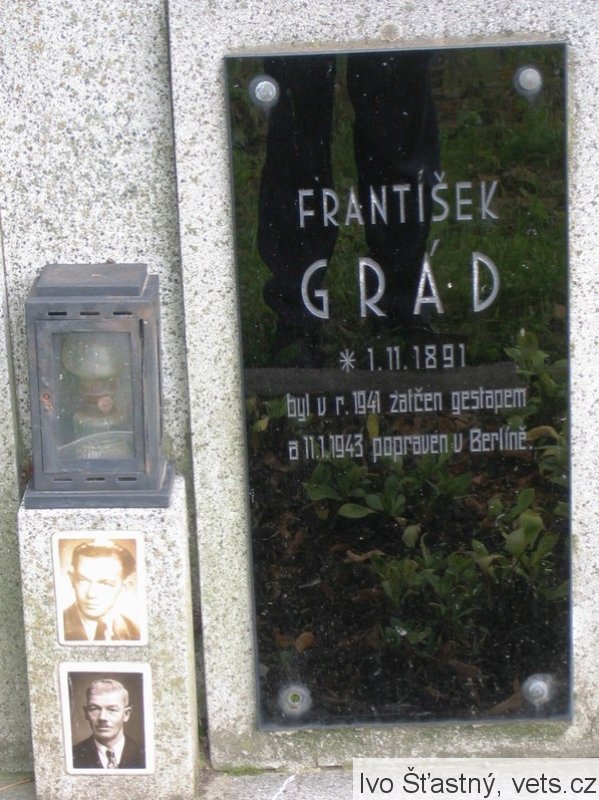 FRANTIŠEK
GRÁD
* 1.11.1891
byl v r. 1941 zatčen gestapem
a 11.1.1943 popraven v Berlíně.
Ivo Šťastný, vets.cz